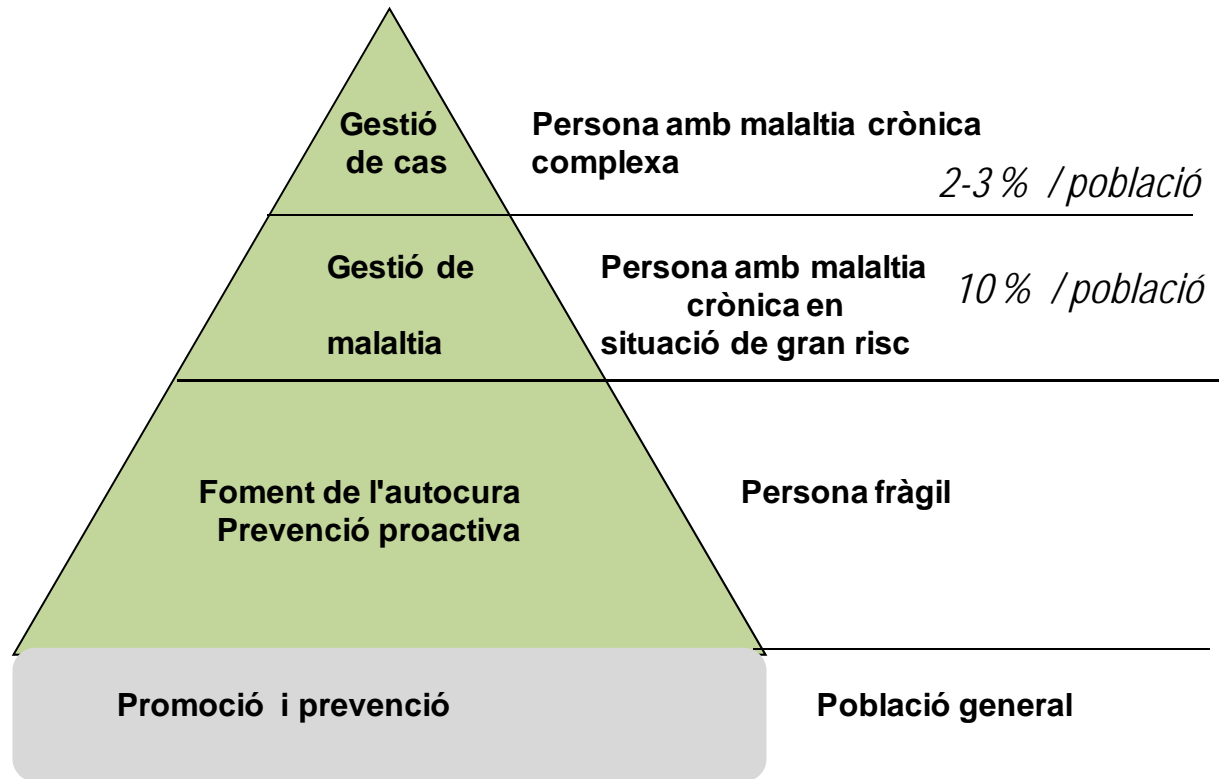 Gestió
de cas
Persona amb malaltia crònica
complexa
2-3 % / població
Gestió de
malaltia
Persona amb malaltia
crònica en
situació de gran risc
10 % / població
Foment de l'autocura
Prevenció proactiva
Persona fràgil
Promoció i prevenció
Població general